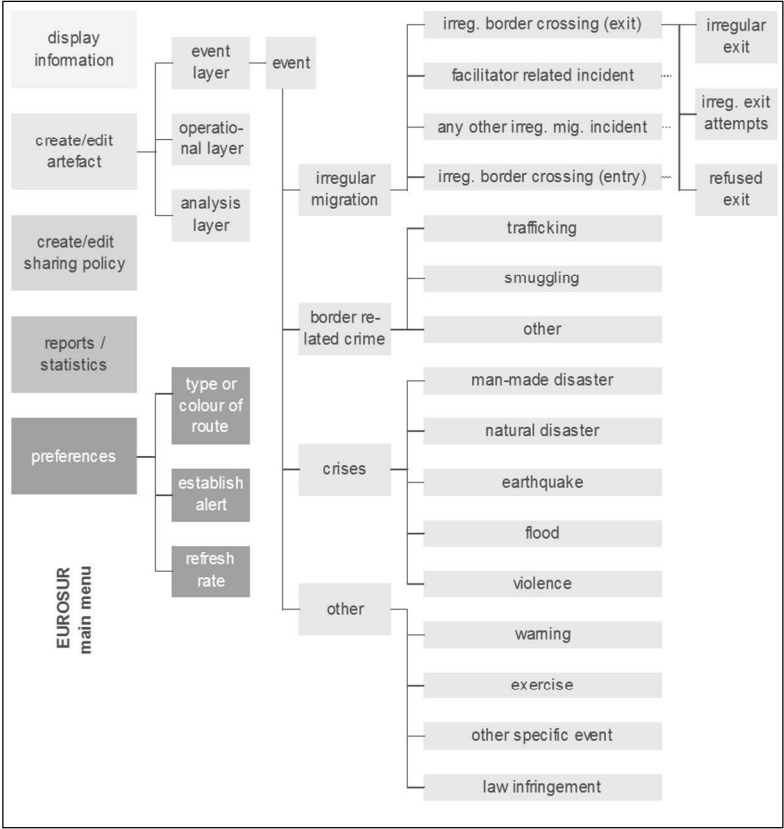 display
information
create/edit
artefact
create/edit
sharing policy
reports /
statistics
preferences
EUROSUR
main menu
event
layer
operatio-
nal layer
analysis
layer
type or
colour of
route
establish
alert
refresh
rate
event
irregular
migration
border re-
lated crime
crises
other
irreg. border crossing (exit)
facilitator related incident
any other irreg. mig. incident
irreg. border crossing (entry)
trafficking
smuggling
other
man-made disaster
natural disaster
earthquake
flood
violence
warning
exercise
other specific event
law infringement
irregular
exit
irreg. exit
attempts
refused
exit